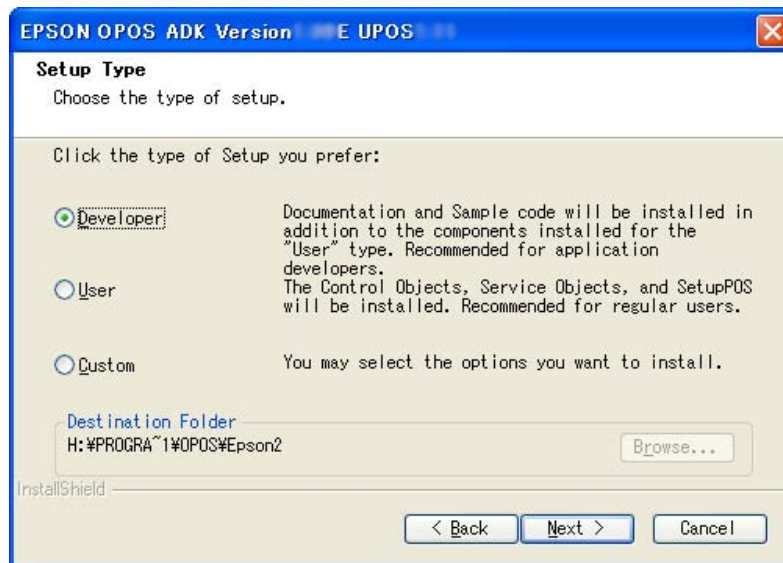 EPSON OPOS ADK Version E UPOS
Setup Type
Choose the type of setup.
Click the type of Setup you prefer:
Developer
Documentation and Sample code will be installed in
addition to the components installed for the
"User" type. Recommended for application
developers.
User
The Control Objects, Service Objects, and SetupPOS
will be installed. Recommended for regular users.
Custom
You may select the options you want to install.
Destination Folder
H:¥PROGRA~1¥OPOS¥Epson2
Browse...
InstallShield
< Back
Next >
Cancel